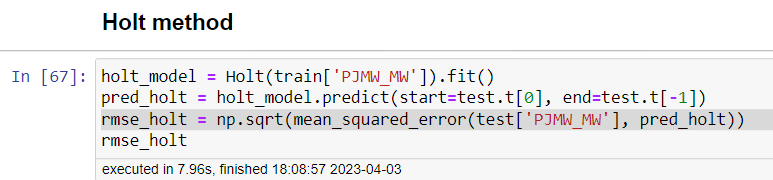 Holt method
In [67]: holt_model = Holt(train['PJMW_MW']).fit()
pred_holt = holt_model.predict(start=test.t[0], end=test.t[-1])
rmse_holt = np.sqrt(mean_squared_error(test['PJMW_MW'], pred_holt))
rmse_holt
executed in 7.96s, finished 18:08:57 2023-04-03